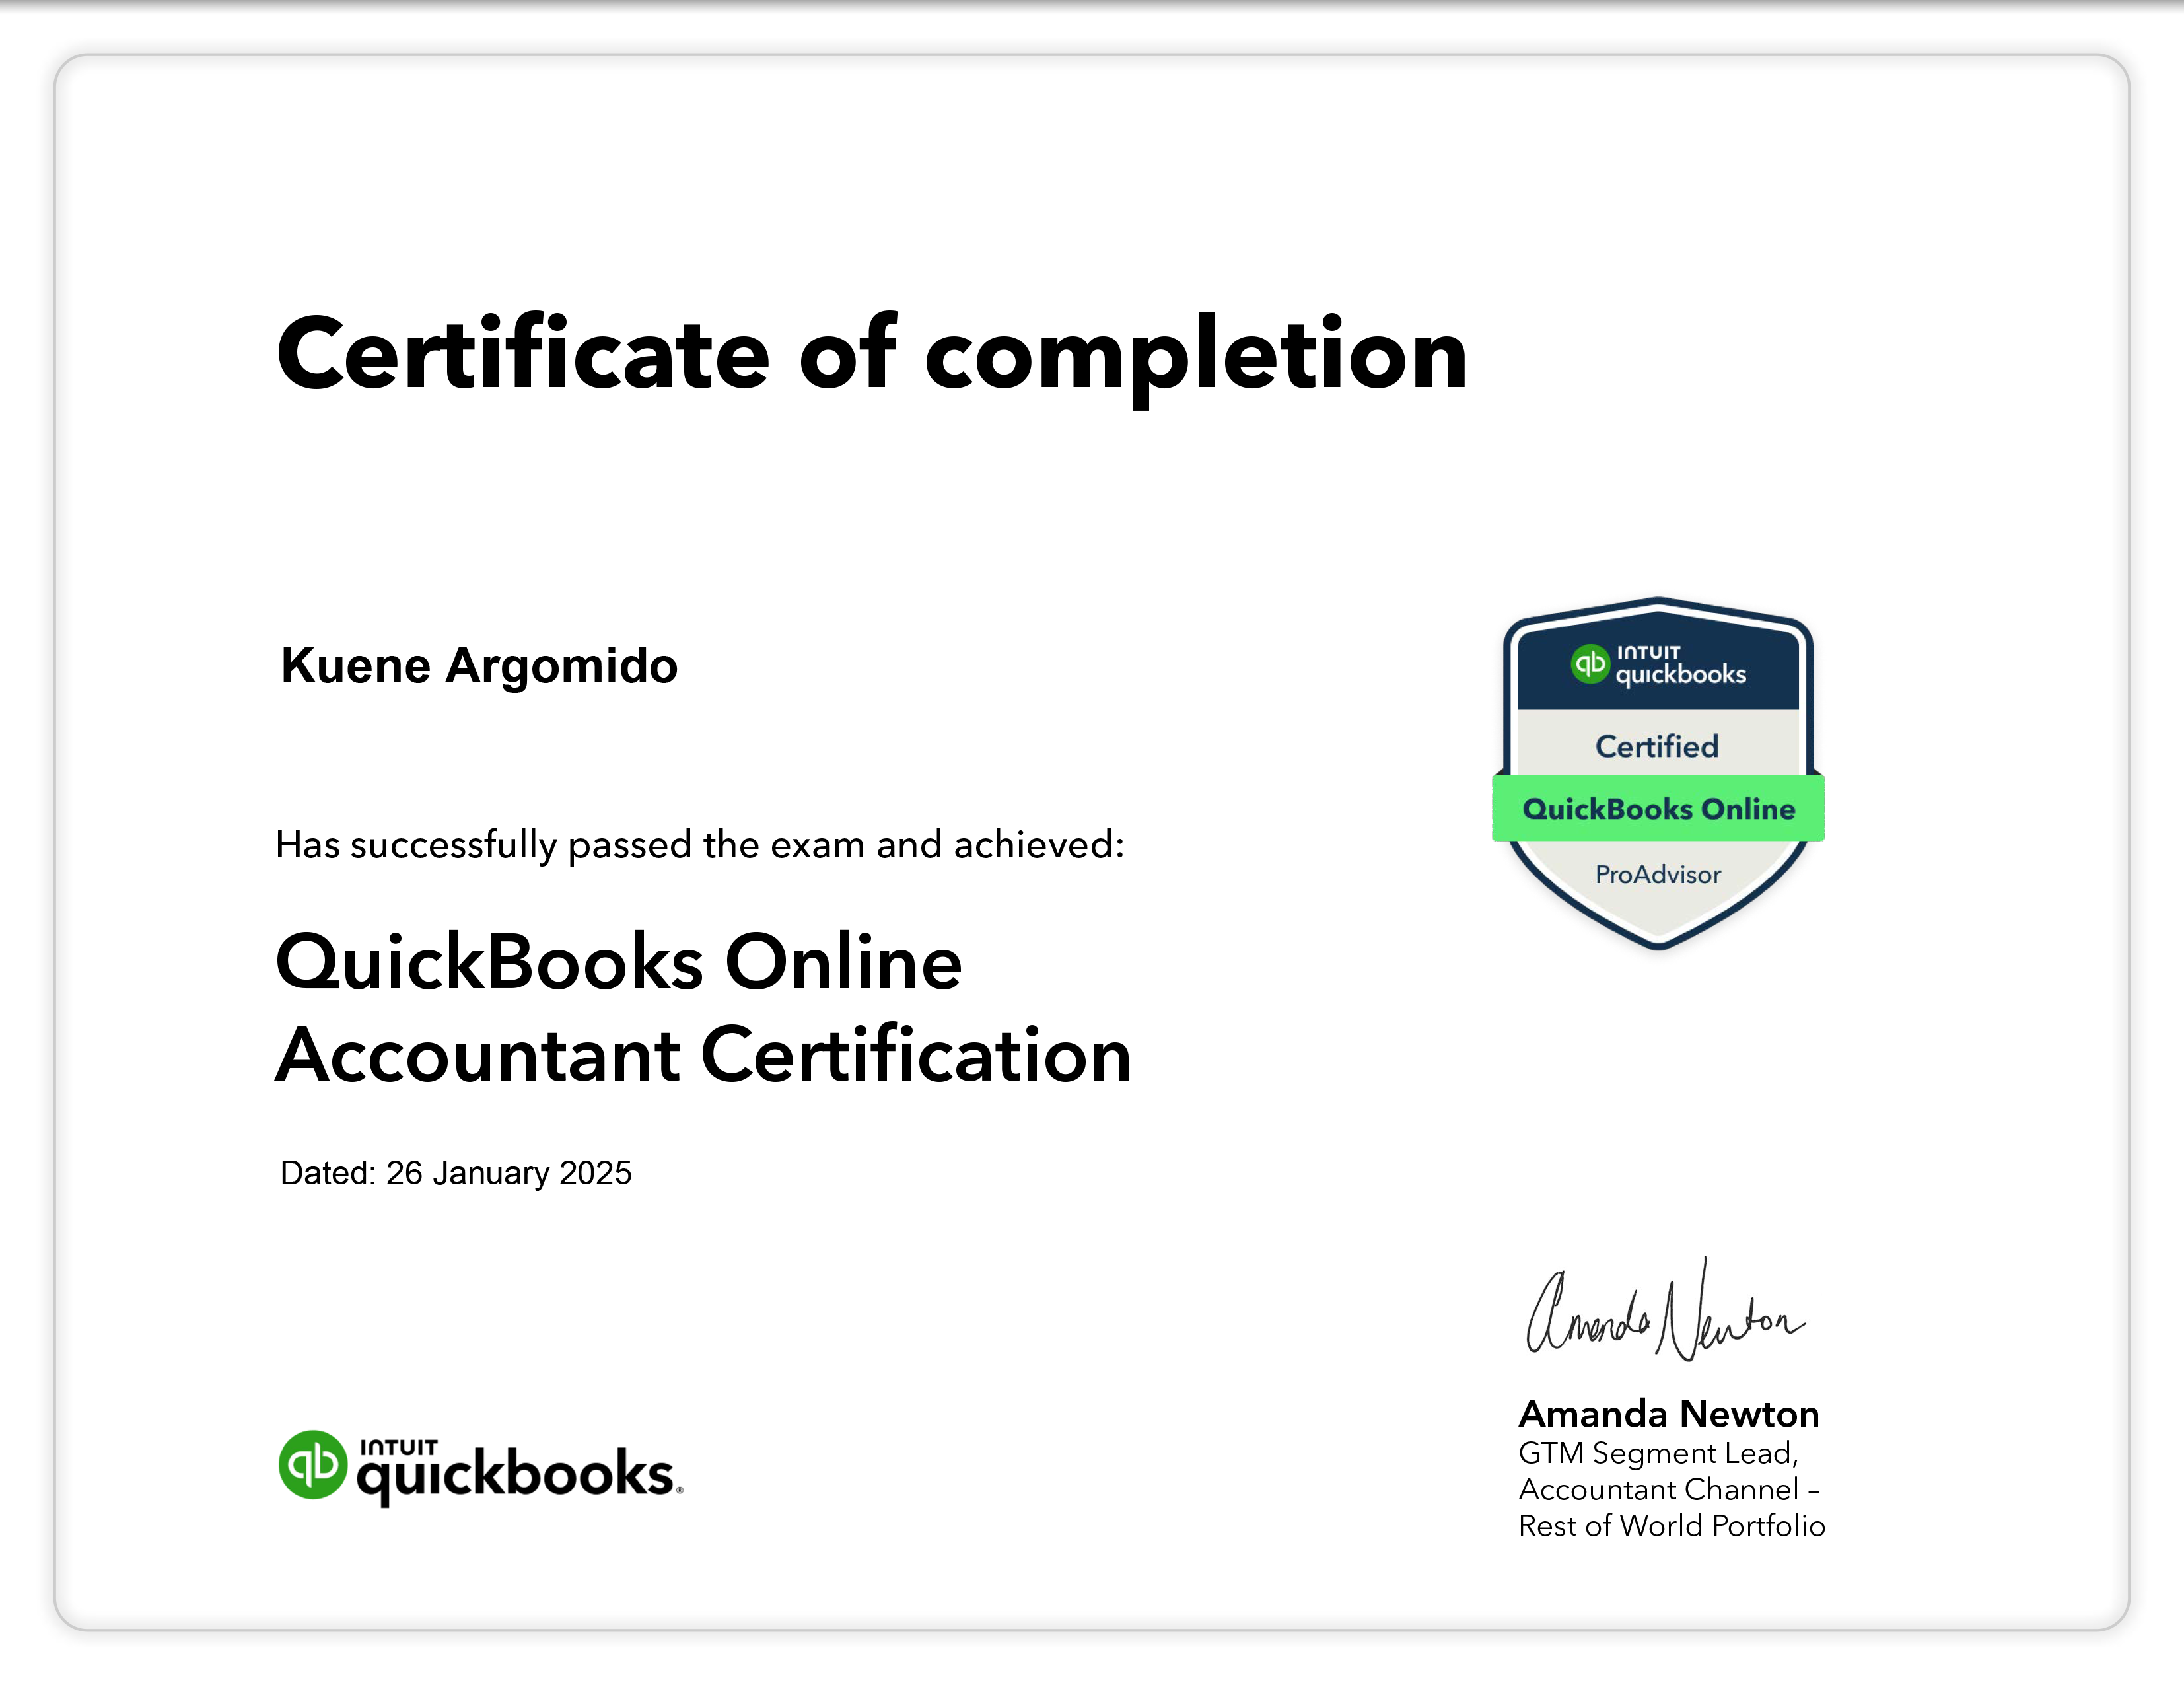 Certificate of completion
Kuene Argomido
INTUIT
quickbooks
Certified
QuickBooks Online
ProAdvisor
Has successfully passed the exam and achieved:
QuickBooks Online
Accountant Certification
Dated: 26 January 2025
Amanda Newton
Amanda Newton
GTM Segment Lead,
Accountant Channel –
Rest of World Portfolio
qb INTUIT
quickbooks®